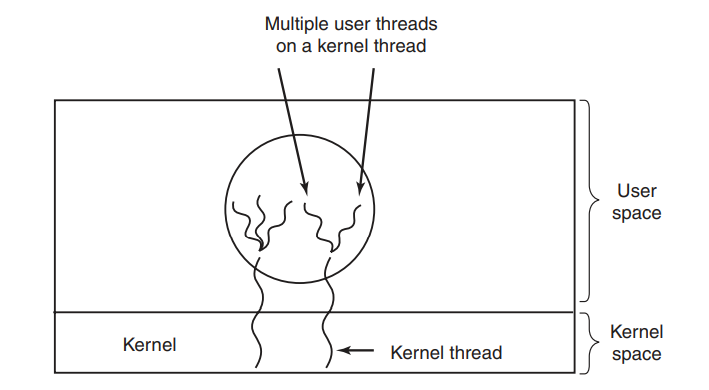 Multiple user threads
on a kernel thread
User
space
Kernel
Kernel thread
Kernel
space